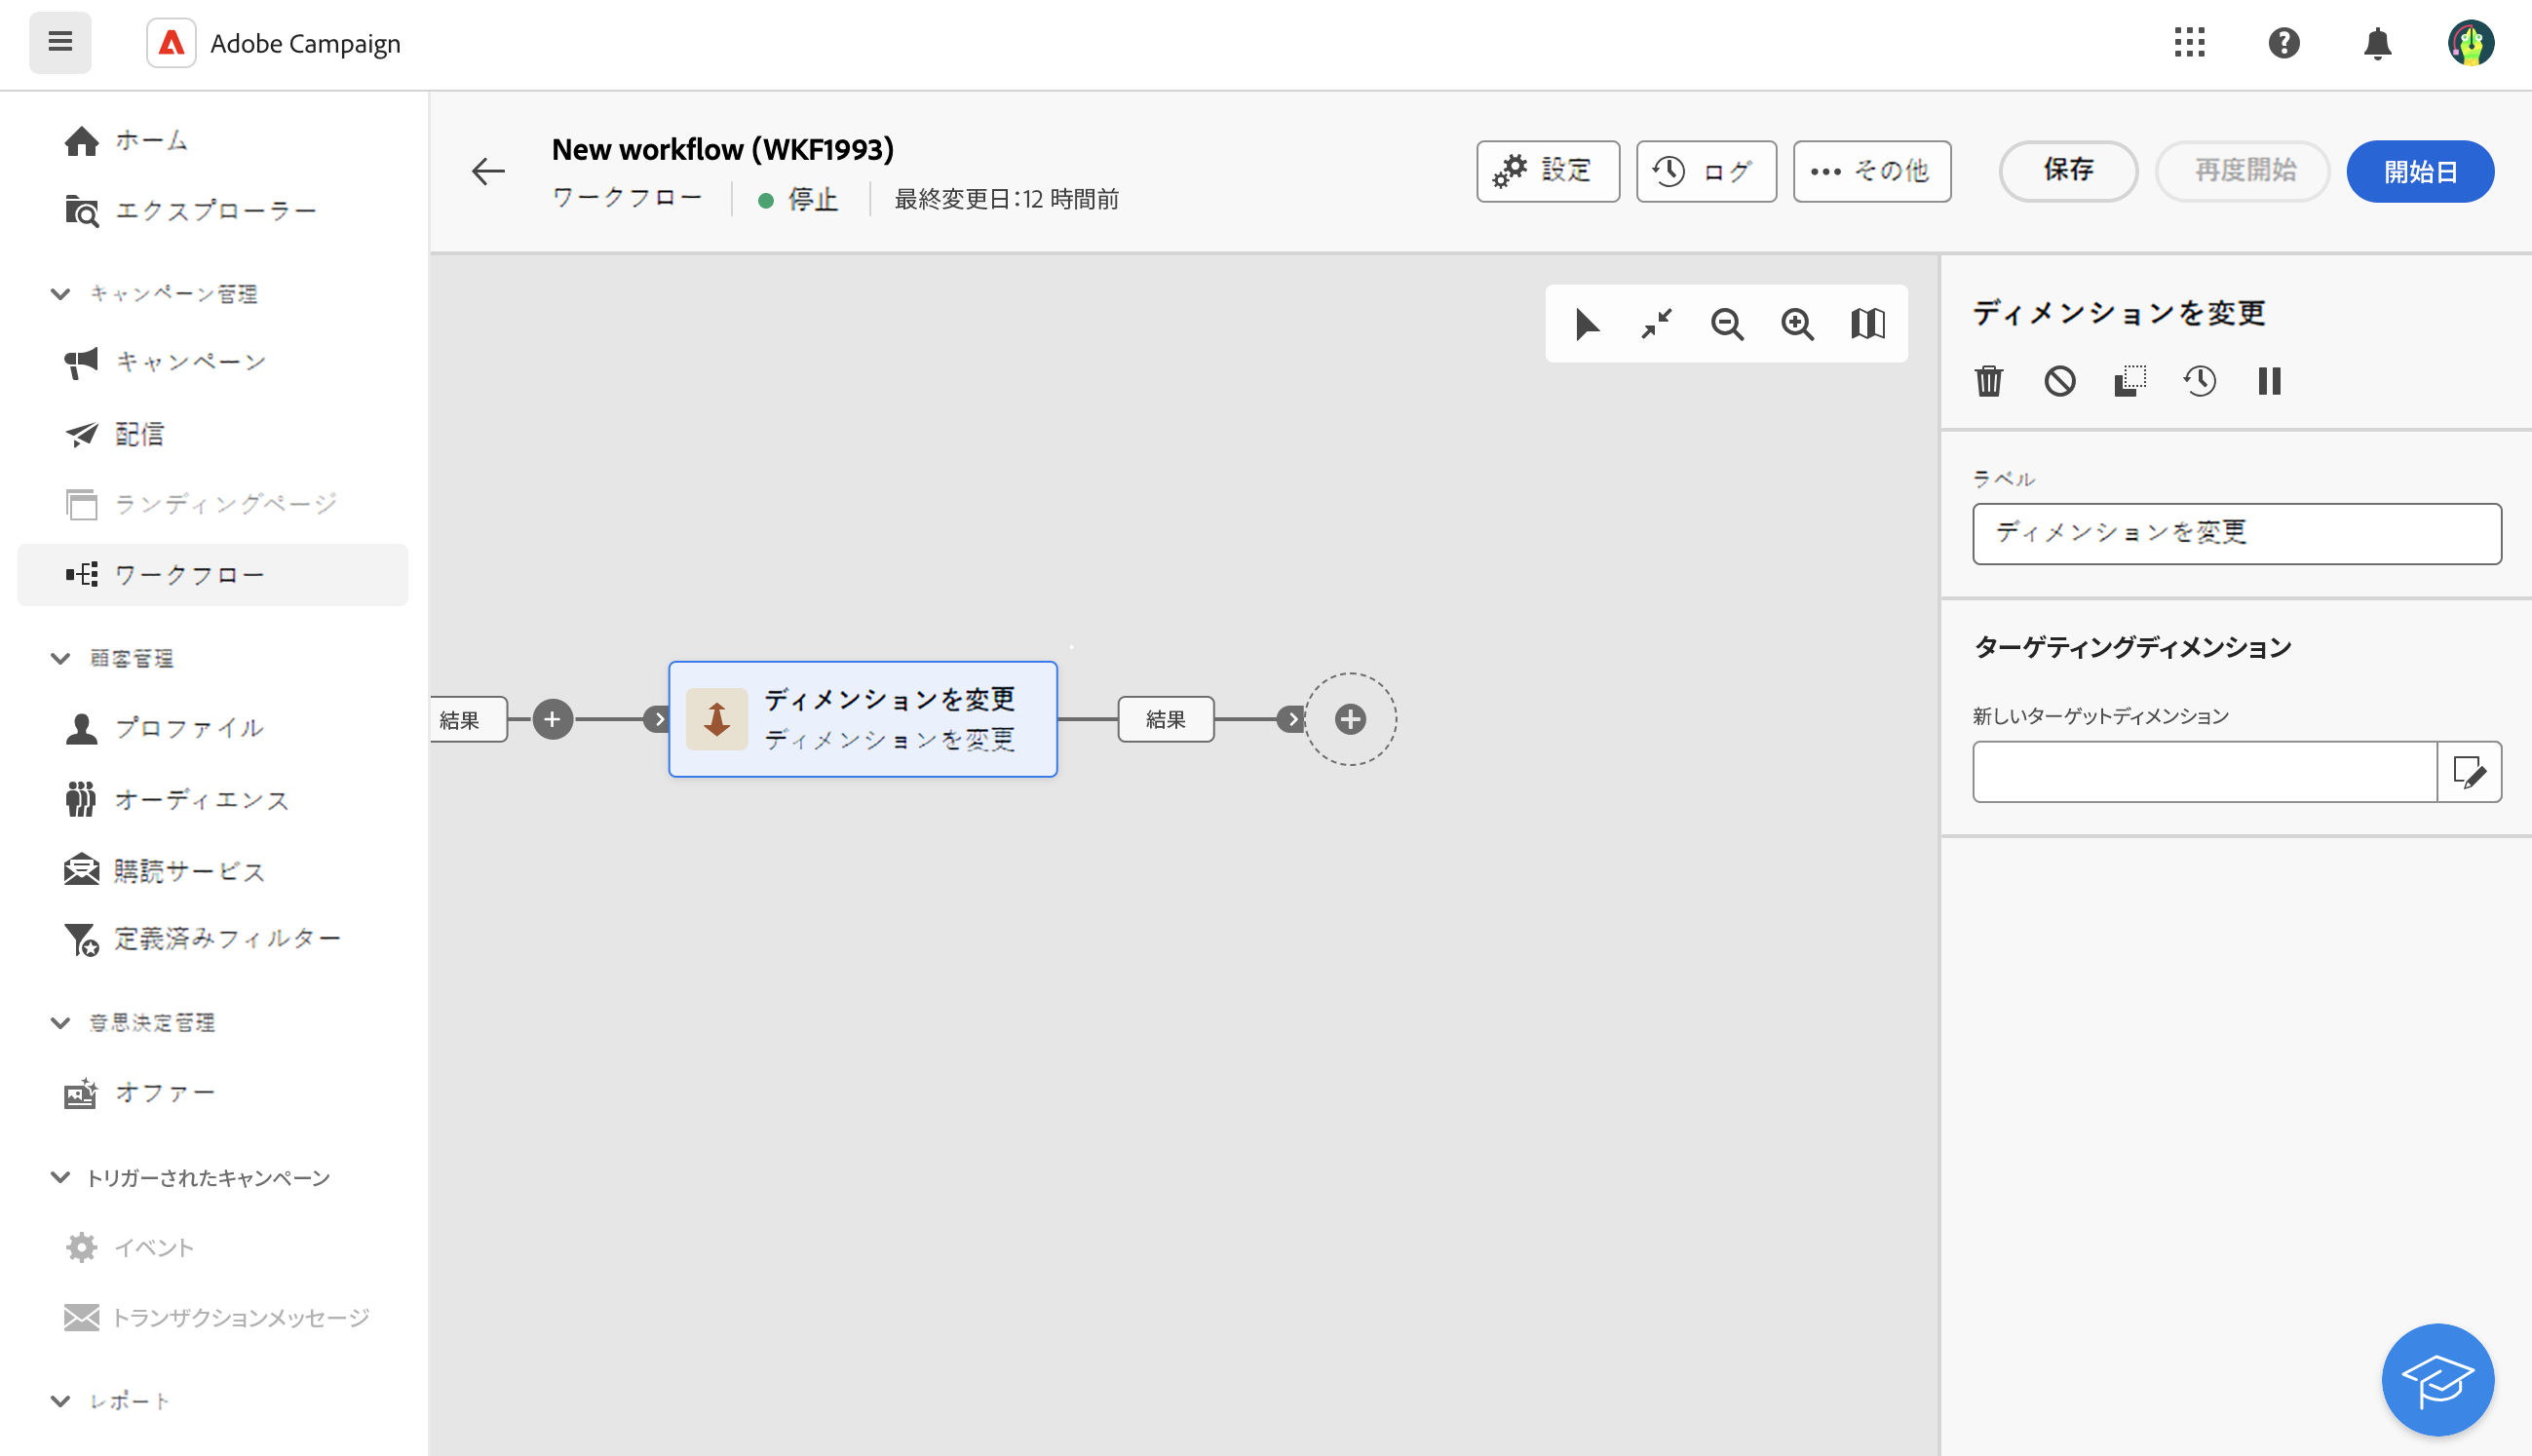 Adobe Campaign
ホーム
エクスプローラー
キャンペーン管理
キャンペーン
配信
ランディングページ
ワークフロー
顧客管理
プロファイル
オーディエンス
購読サービス
定義済みフィルター
意思決定管理
オファー
トリガーされたキャンペーン
イベント
トランザクションメッセージ
レポート
New workflow (WKF1993)
ワークフロー
停止
最終変更日：12 時間前
設定
ログ
その他
保存
再度開始
開始日
結果
ディメンションを変更
ディメンションを変更
結果
ディメンションを変更
ラベル
ディメンションを変更
ターゲティングディメンション
新しいターゲットディメンション